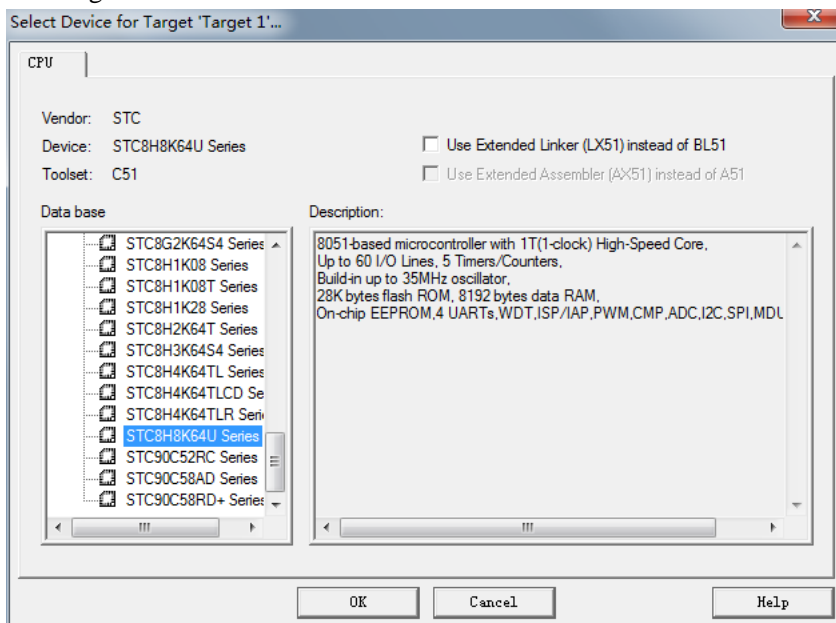 Select Device for Target 'Target 1'...
CPU
Vendor: STC
Device: STC8H8K64U Series
Use Extended Linker (LX51) instead of BL51
Toolset: C51
Use Extended Assembler (AX51) instead of A51
Data base
Description:
STC8G2K64S4 Series
STC8H1K08 Series
STC8H1K08T Series
STC8H1K28 Series
STC8H2K64T Series
STC8H3K64S4 Series
STC8H4K64TL Series
STC8H4K64TLCD Se
STC8H4K64TLR Seri
STC8H8K64U Series
STC90C52RC Series
STC90C58AD Series
STC90C58RD+ Series
8051-based microcontroller with 1T(1-clock) High-Speed Core,
Up to 60 I/O Lines, 5 Timers/Counters,
Build-in up to 35MHz oscillator,
28K bytes flash ROM, 8192 bytes data RAM,
On-chip EEPROM,4 UARTs,WDT,ISP/IAP,PWM,CMP,ADC,I2C,SPI,MDU
OK
Cancel
Help